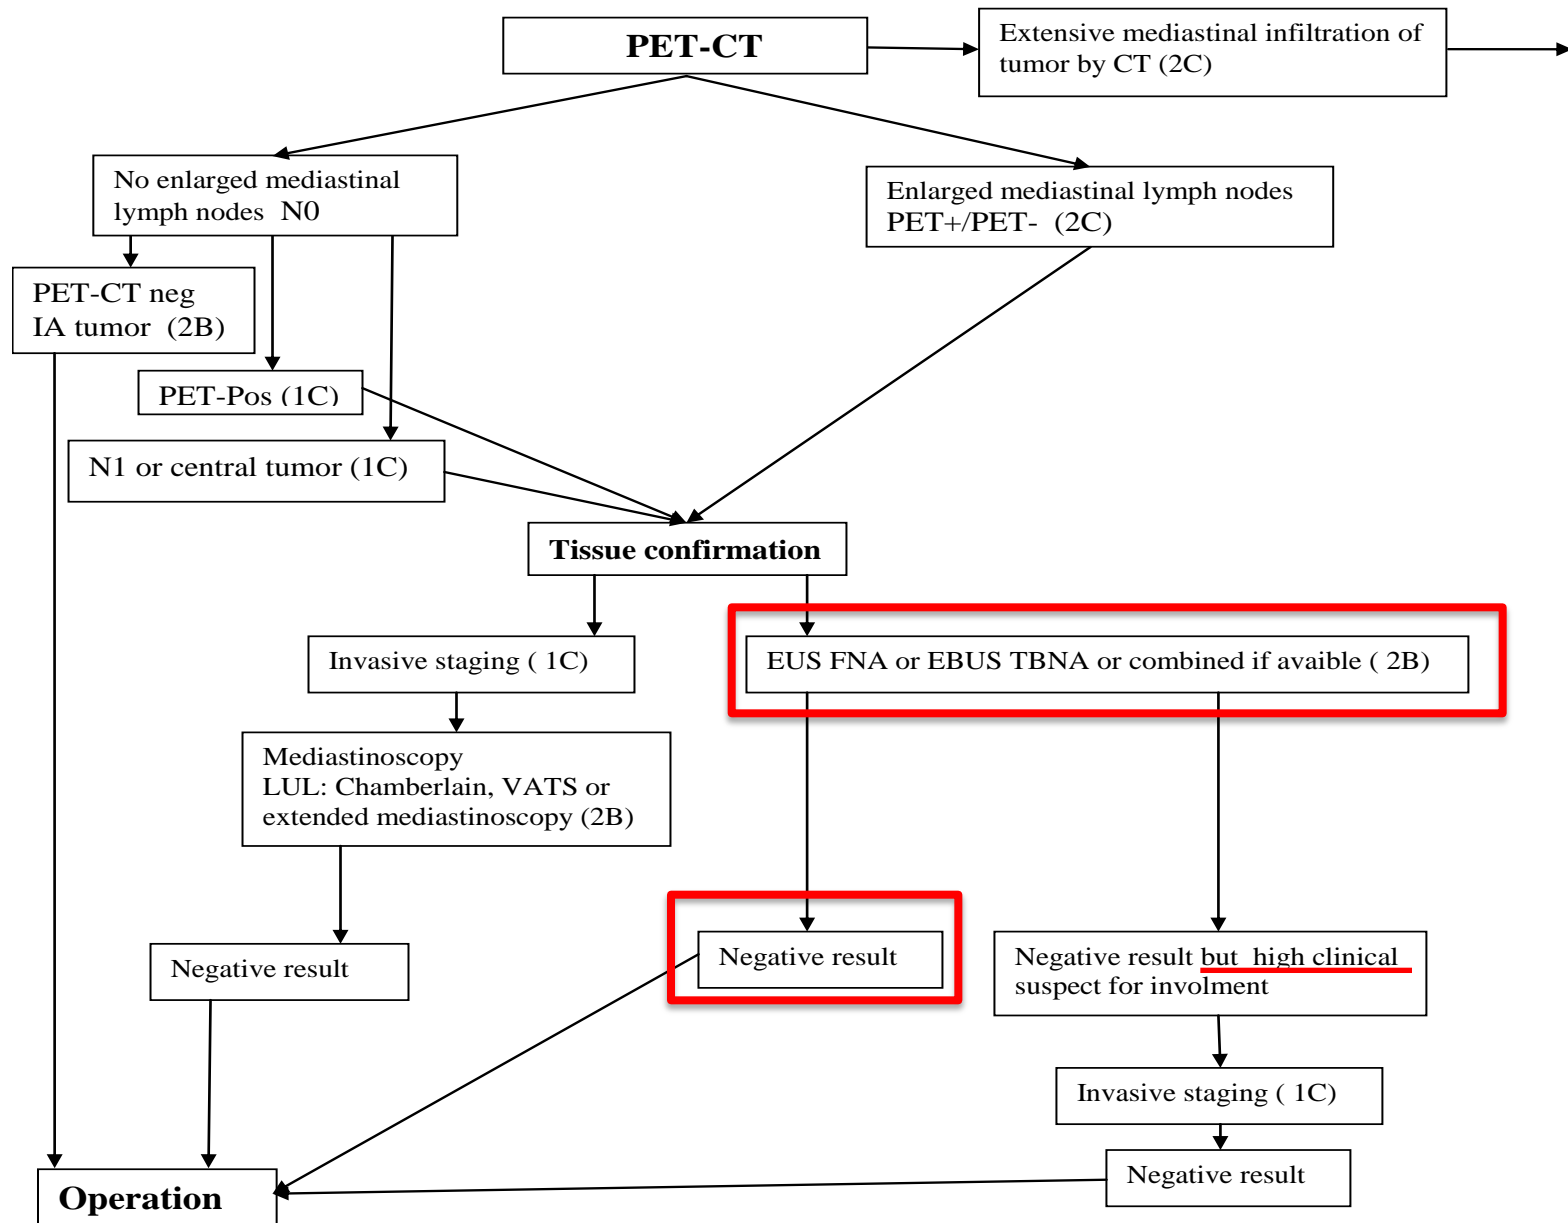 PET-CT
Extensive mediastinal infiltration of
tumor by CT (2C)
No enlarged mediastinal
lymph nodes N0
Enlarged mediastinal lymph nodes
PET+/PET- (2C)
PET-CT neg
IA tumor (2B)
PET-Pos (1C)
N1 or central tumor (1C)
Tissue confirmation
Invasive staging ( 1C)
EUS FNA or EBUS TBNA or combined if avaible ( 2B)
Mediastinoscopy
LUL: Chamberlain, VATS or
extended mediastinoscopy (2B)
Negative result
Negative result
Negative result but high clinical
suspect for involment
Invasive staging ( 1C)
Negative result
Operation